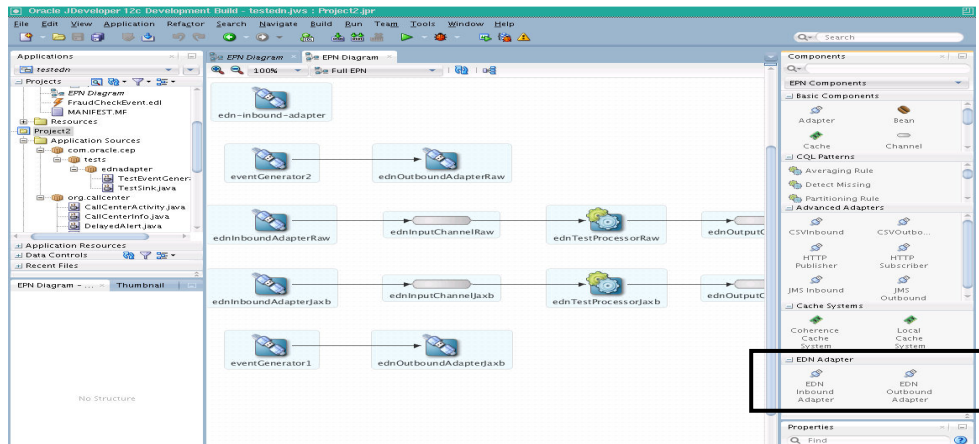 Oracle JDeveloper 12c Development Build - testedn.jws : Project2.jpr
File Edit View Application Refactor Search Navigate Build Run Team Tools Window Help
Search
Applications
testedn
Projects
EPN Diagram
FraudCheckEvent.edl
MANIFEST.MF
Resources
Project2
Application Sources
com.oracle.cep
tests
ednadapter
TestEventGener
TestSink.java
org.callcenter
CallCenterActivity.java
CallCenterInfo.java
DelayedAlert.java
Application Resources
Data Controls
Recent Files
EPN Diagram - ...
Thumbnail
No Structure
EPN Diagram
EPN Diagram
100%
Full EPN
edn-inbound-adapter
eventGenerator2
ednOutboundAdapterRaw
ednInboundAdapterRaw
ednInputChannelRaw
ednTestProcessorRaw
ednOutputC
ednInboundAdapterJaxb
ednInputChannelJaxb
ednTestProcessorJaxb
ednOutputC
eventGenerator1
ednOutboundAdapterJaxb
Components
EPN Components
Basic Components
Adapter
Bean
Cache
Channel
CQL Patterns
Averaging Rule
Detect Missing
Partitioning Rule
Advanced Adapters
CSVInbound
CSVOutbo...
HTTP Publisher
HTTP Subscriber
JMS Inbound
JMS Outbound
Cache Systems
Coherence Cache System
Local Cache System
EDN Adapter
EDN Inbound Adapter
EDN Outbound Adapter
Properties
Find